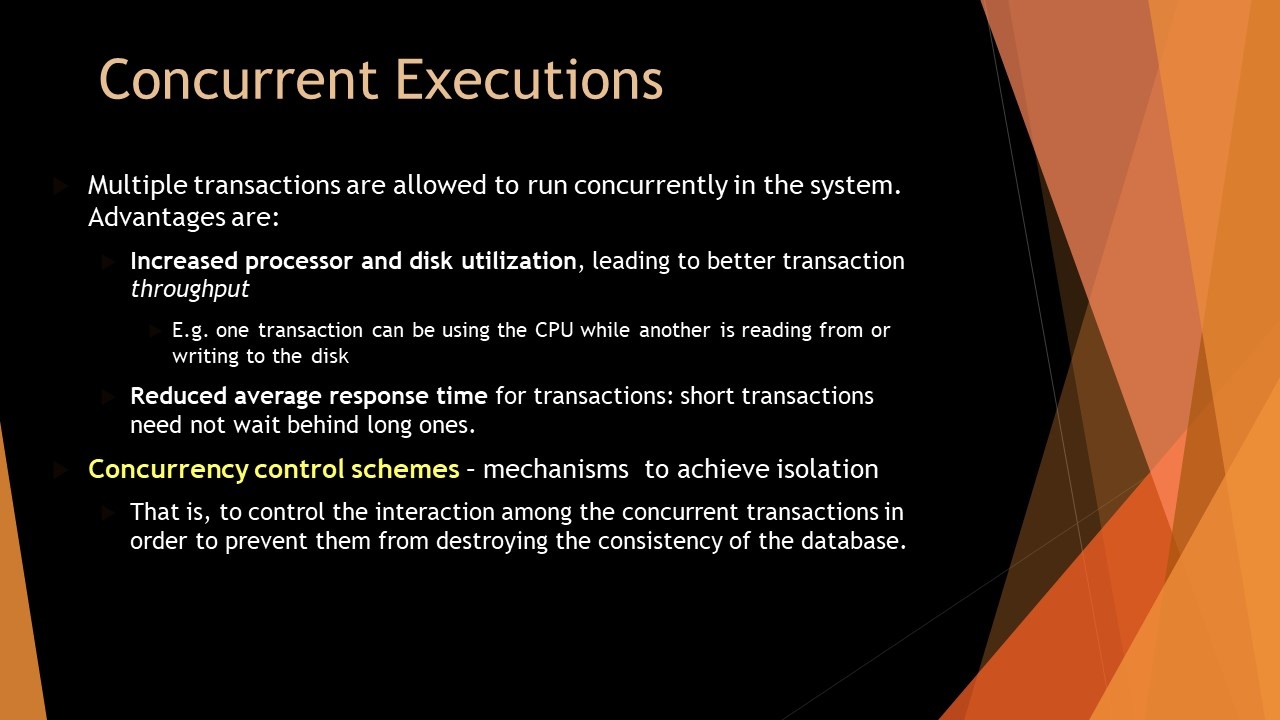 Concurrent Executions
Multiple transactions are allowed to run concurrently in the system.
Advantages are:
Increased processor and disk utilization, leading to better transaction
throughput
E.g. one transaction can be using the CPU while another is reading from or
writing to the disk
Reduced average response time for transactions: short transactions
need not wait behind long ones.
Concurrency control schemes – mechanisms  to achieve isolation
That is, to control the interaction among the concurrent transactions in
order to prevent them from destroying the consistency of the database.